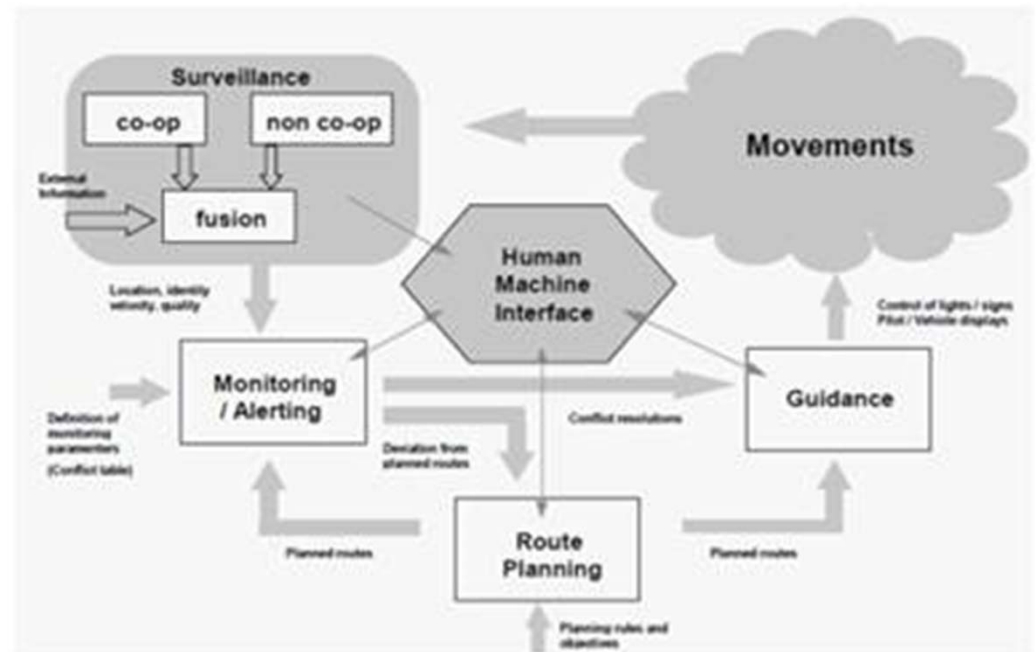 Surveillance
co-op
non co-op
External
Information
fusion
Movements
Human
Machine
Interface
Location, identity
velocity, quality
Control of lights / signs
Pilot / Vehicle displays
Monitoring
/ Alerting
Guidance
Definition of
monitoring
paramenters
(Conflict table)
Conflict resolutions
Deviation from
planned routes
Planned routes
Route
Planning
Planned routes
Planning rules and
objectives